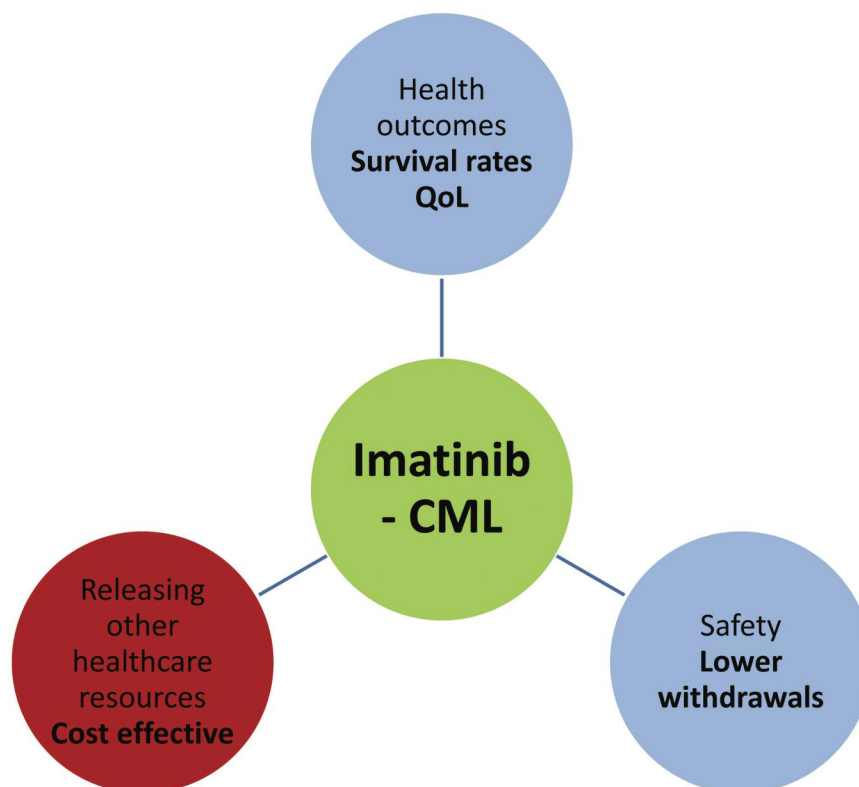 Health
outcomes
Survival rates
QoL
Imatinib
- CML
Releasing
other
healthcare
resources
Cost effective
Safety
Lower
withdrawals